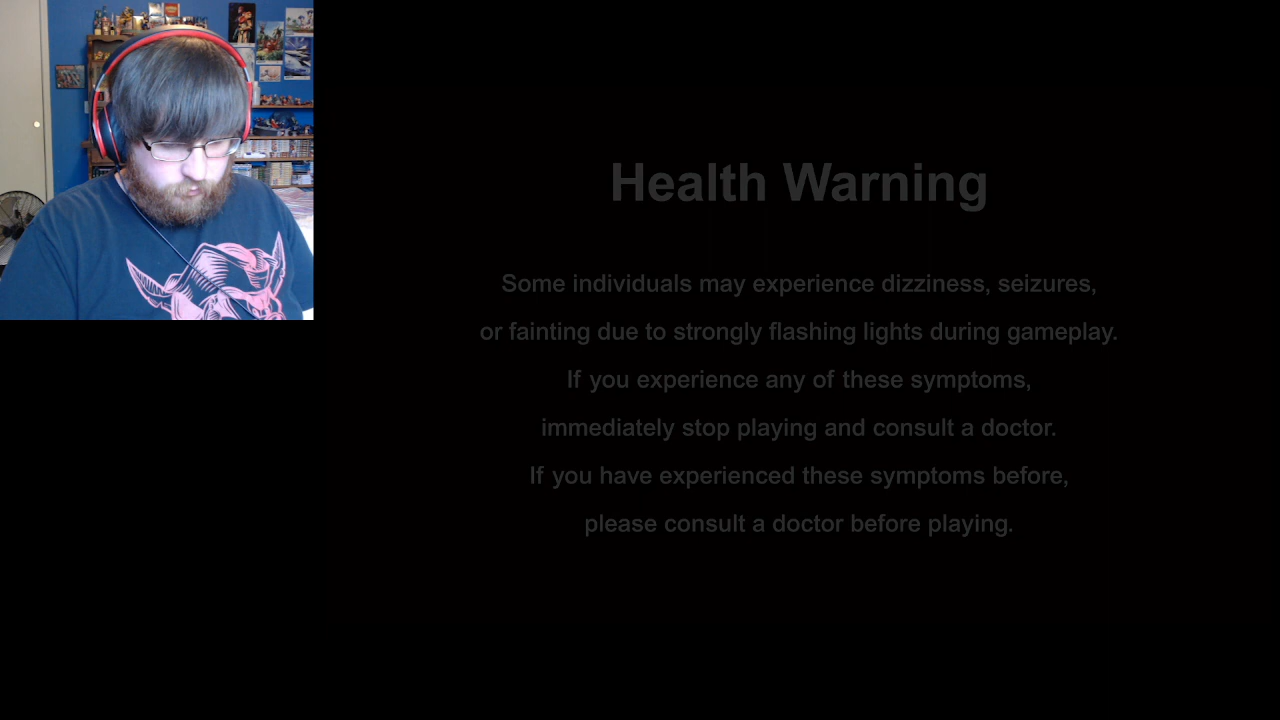 Health Warning
Some individuals may experience dizziness, seizures,
or fainting due to strongly flashing lights during gameplay.
If you experience any of these symptoms,
immediately stop playing and consult a doctor.
If you have experienced these symptoms before,
please consult a doctor before playing.